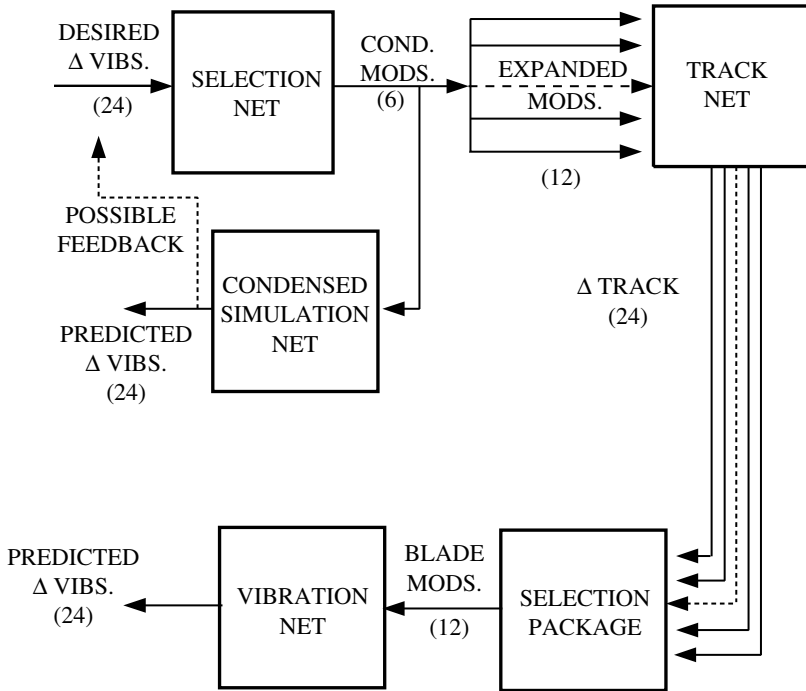 DESIRED
Δ VIBS.
(24)
SELECTION
NET
COND.
MODS.
(6)
EXPANDED
MODS.
(12)
TRACK
NET
POSSIBLE
FEEDBACK
CONDENSED
SIMULATION
NET
PREDICTED
Δ VIBS.
(24)
Δ TRACK
(24)
PREDICTED
Δ VIBS.
(24)
VIBRATION
NET
BLADE
MODS.
(12)
SELECTION
PACKAGE